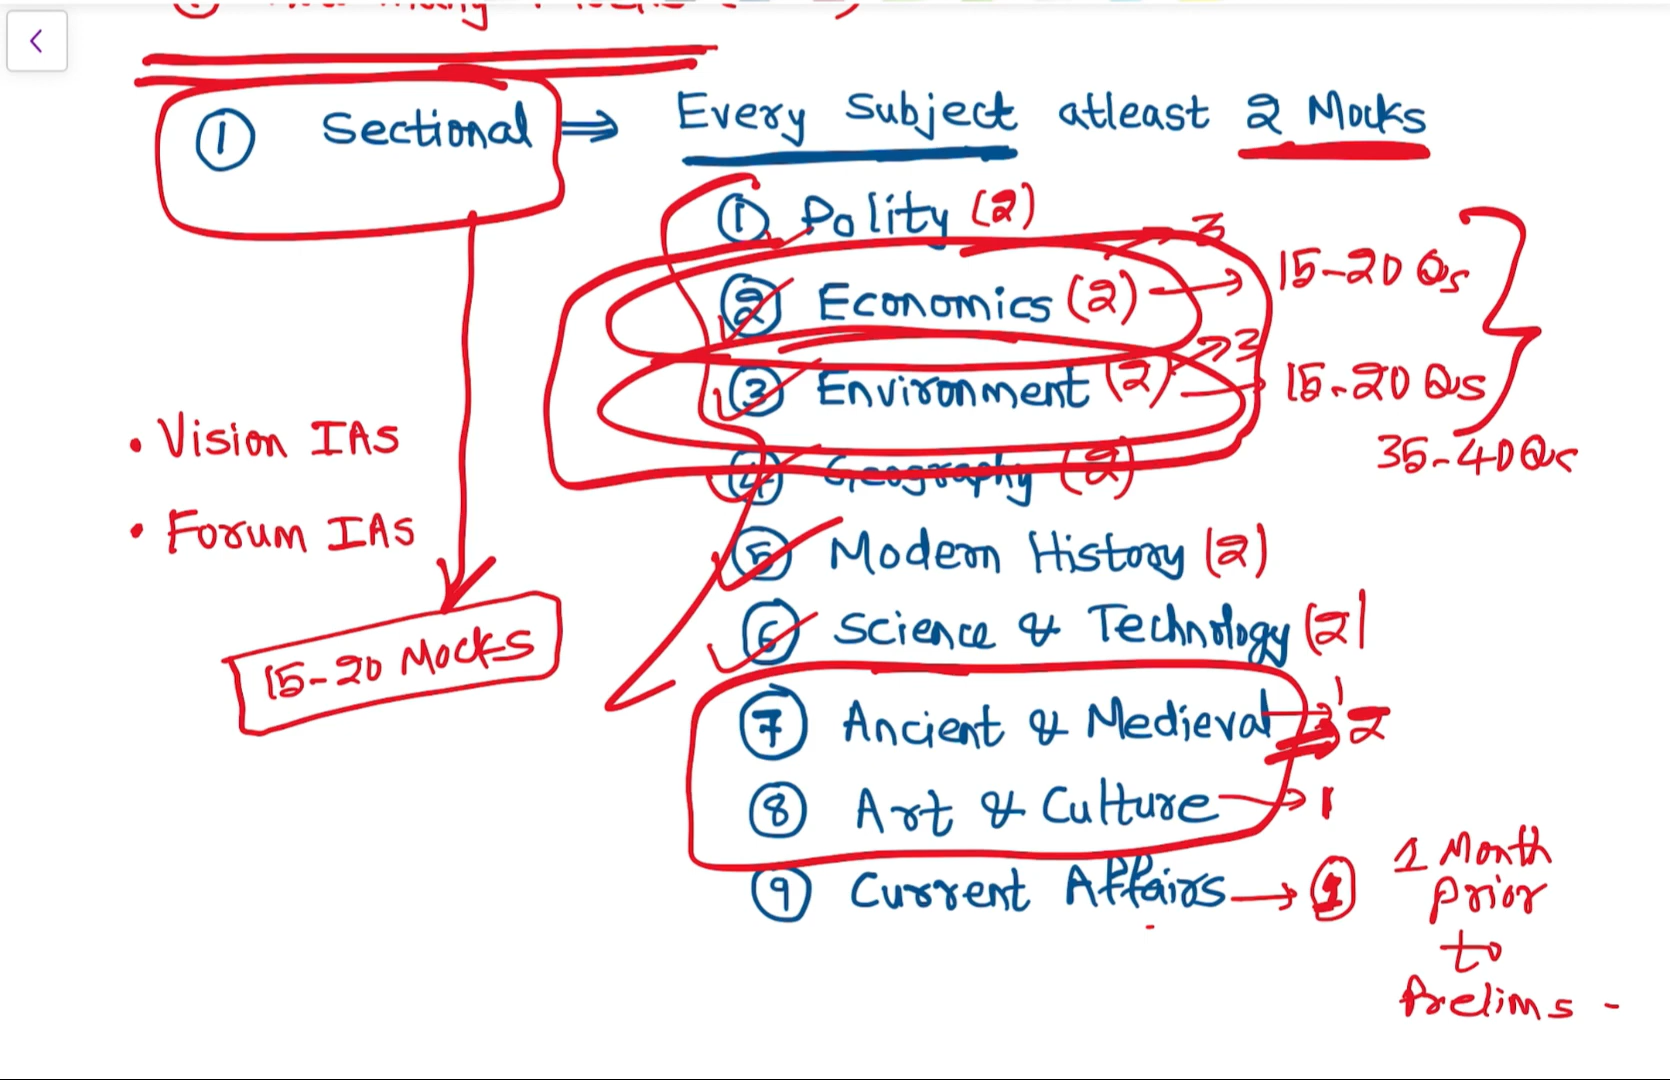 ① Sectional ⇒ Every Subject atleast 2 Mocks
① Polity (2)
3
② Economics (2) → 15-20 Qs
3
③ Environment (2) → 15-20 Qs
35-40 Qs
④ Geography (2)
⑤ Modern History (2)
⑥ Science & Technology (2)
⑦ Ancient & Medieval → 2
⑧ Art & Culture → 1
⑨ Current Affairs →
1 Month
Prior
to
Prelims -
• Vision IAS
• Forum IAS
15-20 Mocks